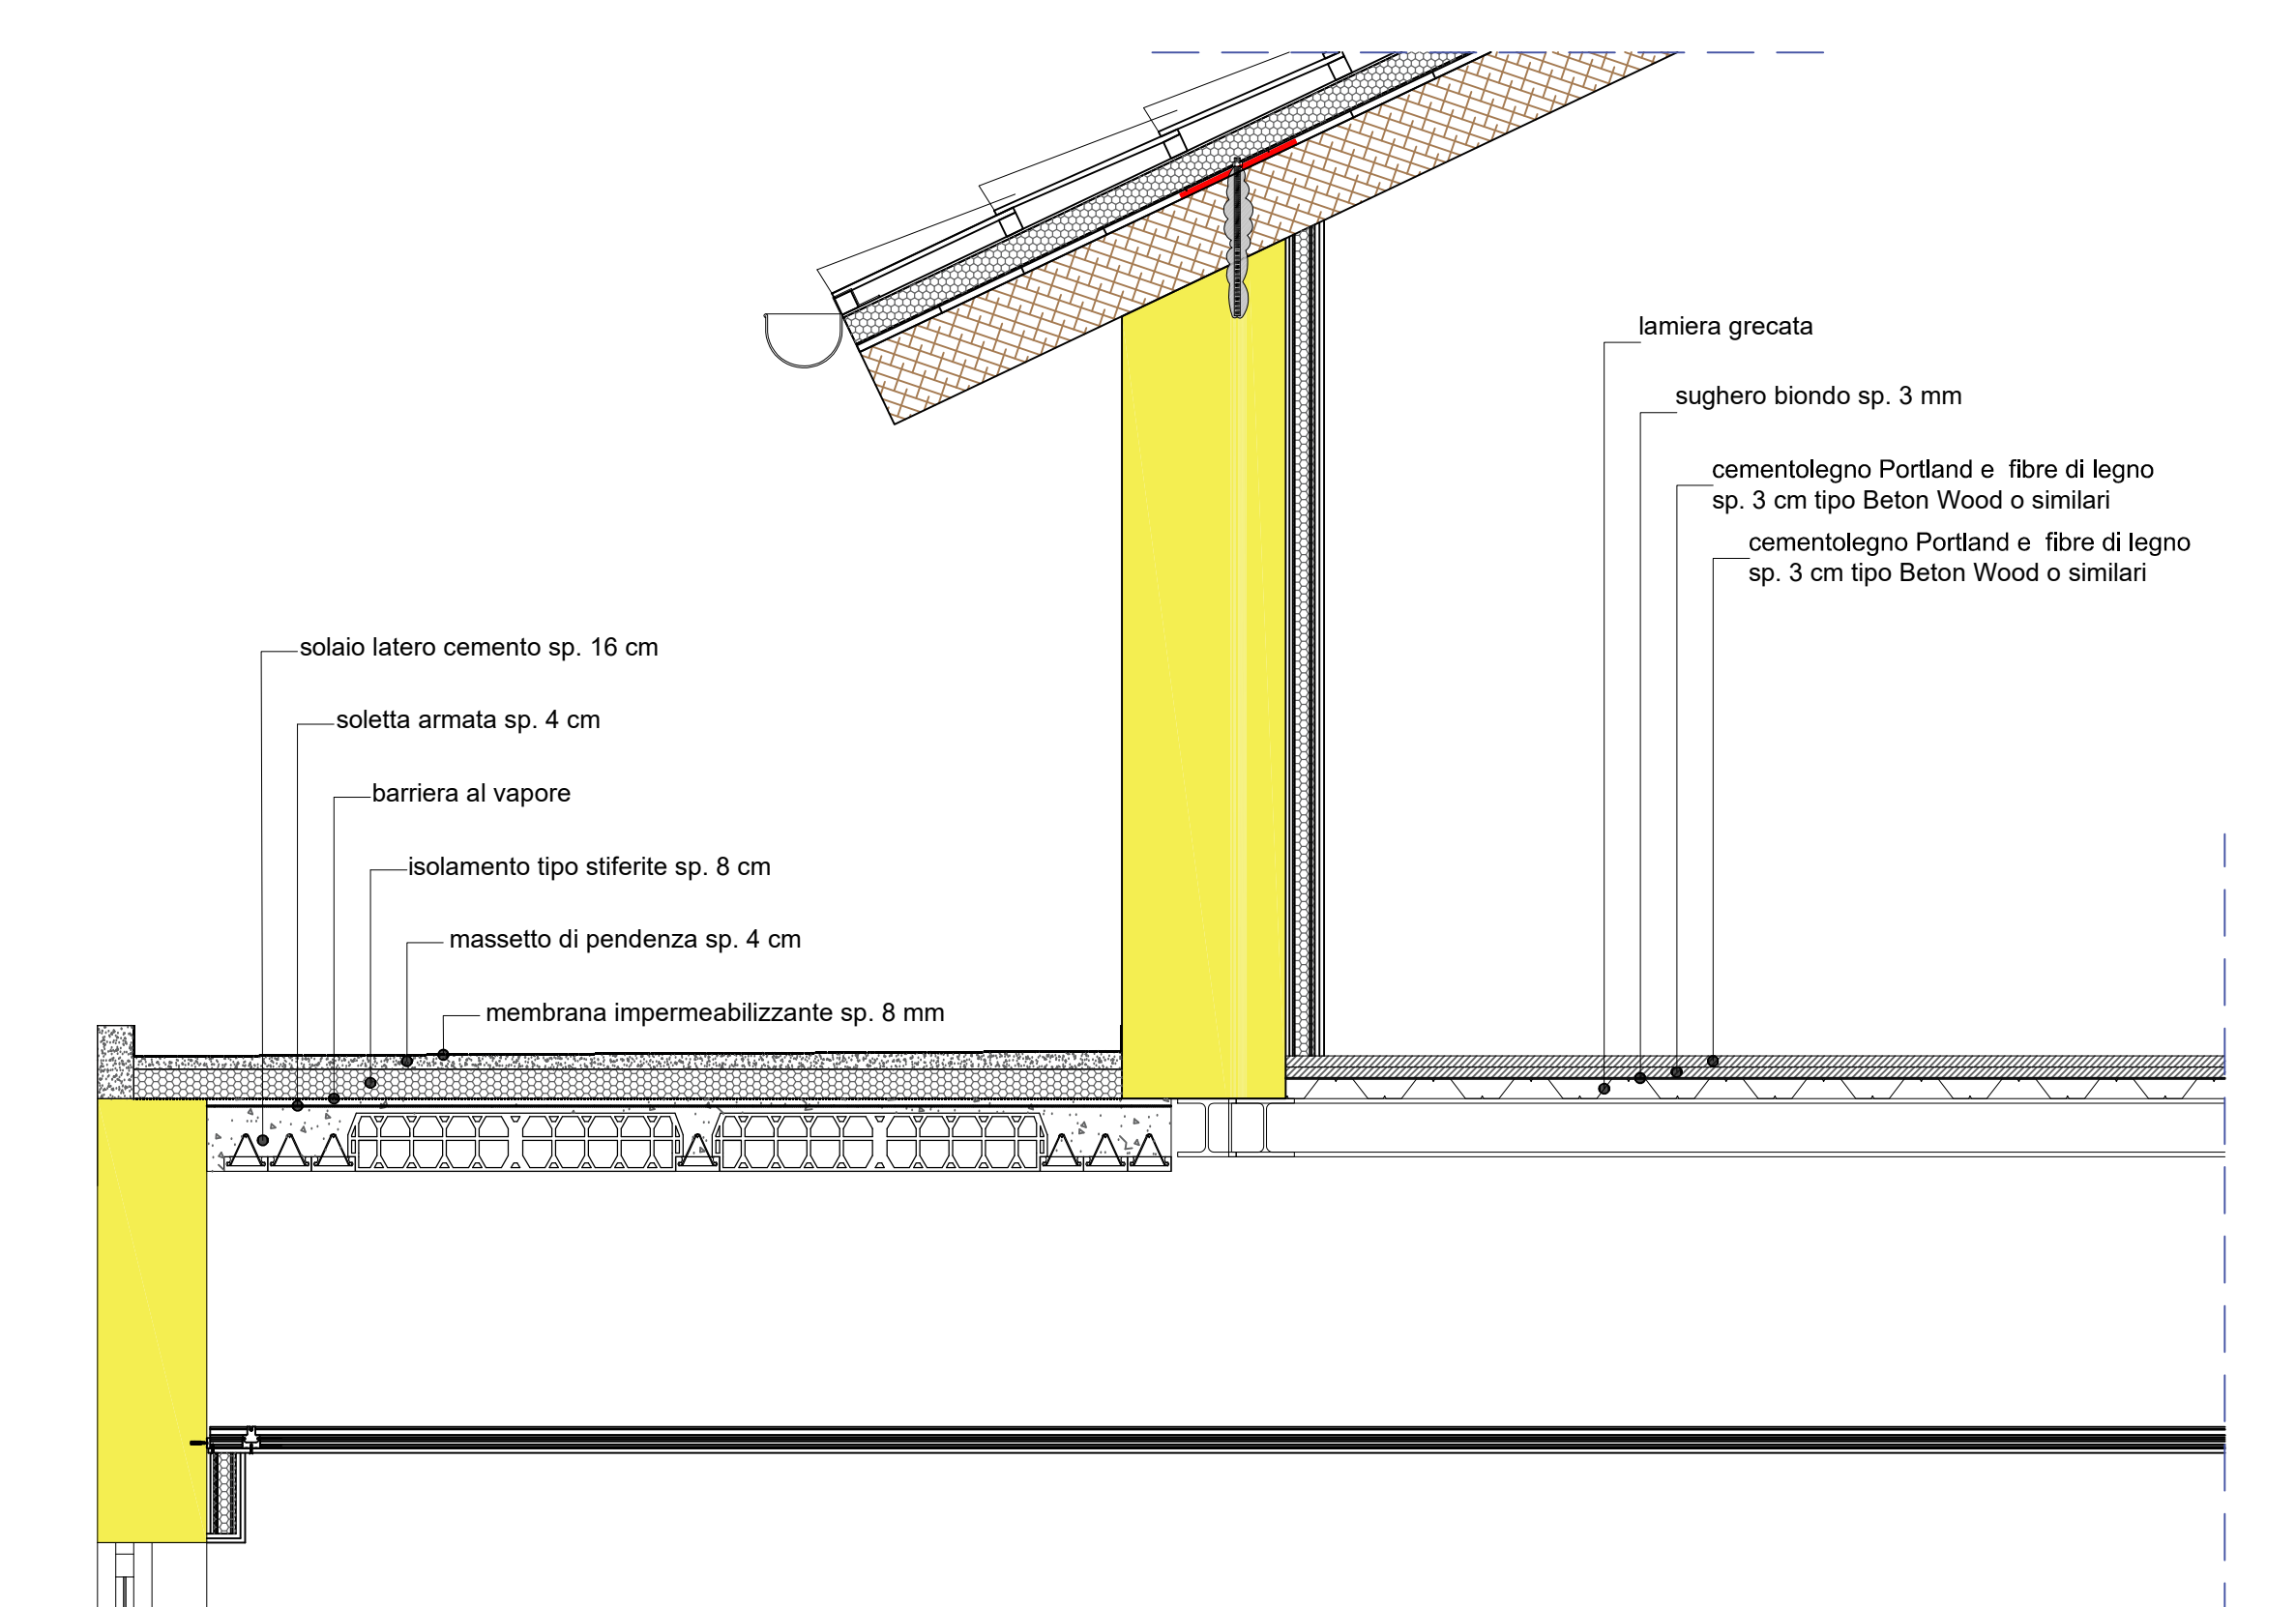 lamiera grecata
sughero biondo sp. 3 mm
cementolegno Portland e fibre di legno
sp. 3 cm tipo Beton Wood o similari
cementolegno Portland e fibre di legno
sp. 3 cm tipo Beton Wood o similari
solaio latero cemento sp. 16 cm
soletta armata sp. 4 cm
barriera al vapore
isolamento tipo stiferite sp. 8 cm
massetto di pendenza sp. 4 cm
membrana impermeabilizzante sp. 8 mm